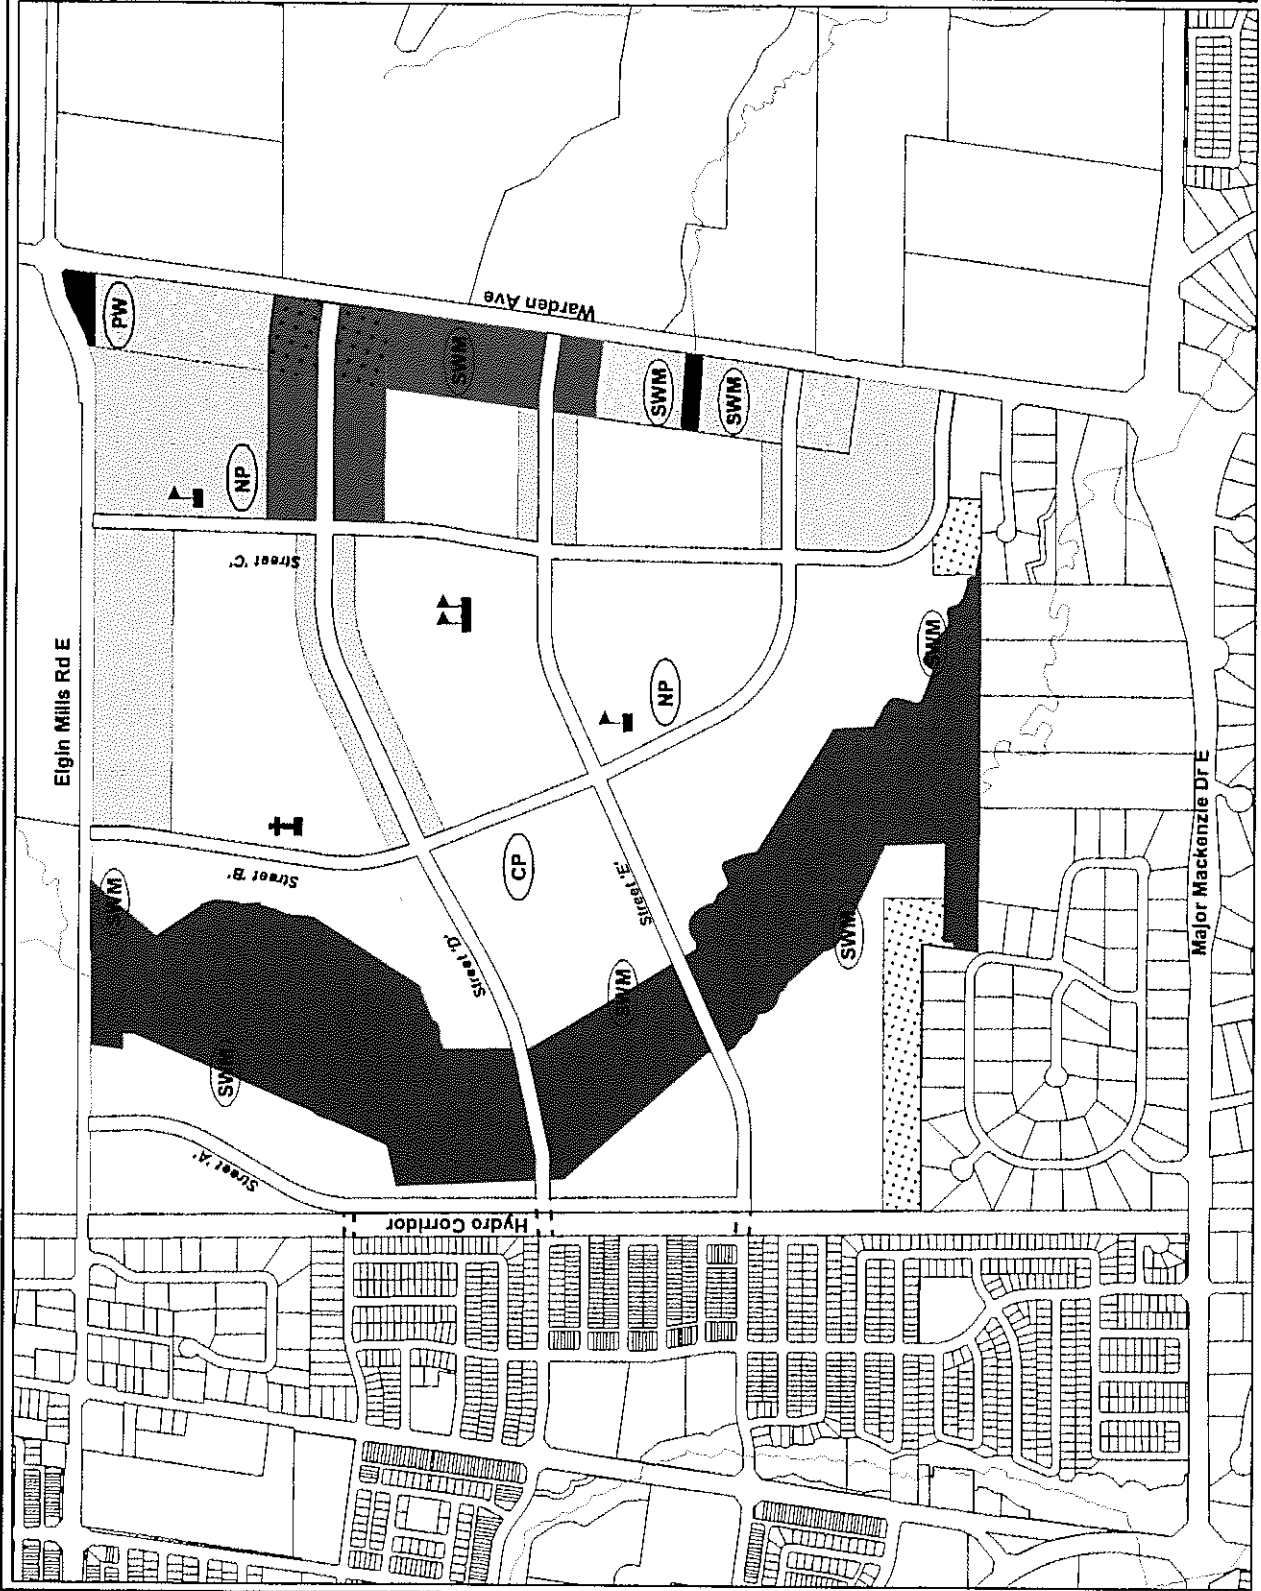 PW
Warden Ave
SWM
SWM
SWM
NP
Street 'C'
Elgin Mills Rd E
NP
SWM
CP
Street 'B'
Street 'E'
SWM
SWM
Street 'D'
SWM
SWM
Major Mackenzie Dr E
Street 'A'
Hydro Corridor